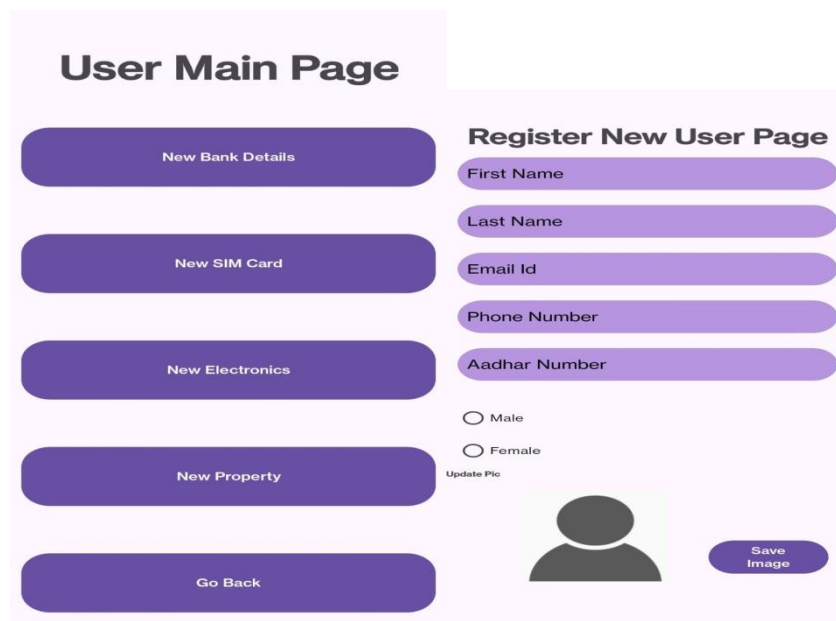 User Main Page
New Bank Details
New SIM Card
New Electronics
New Property
Go Back
Register New User Page
First Name
Last Name
Email Id
Phone Number
Aadhar Number
Male
Female
Update Pic
Save
Image